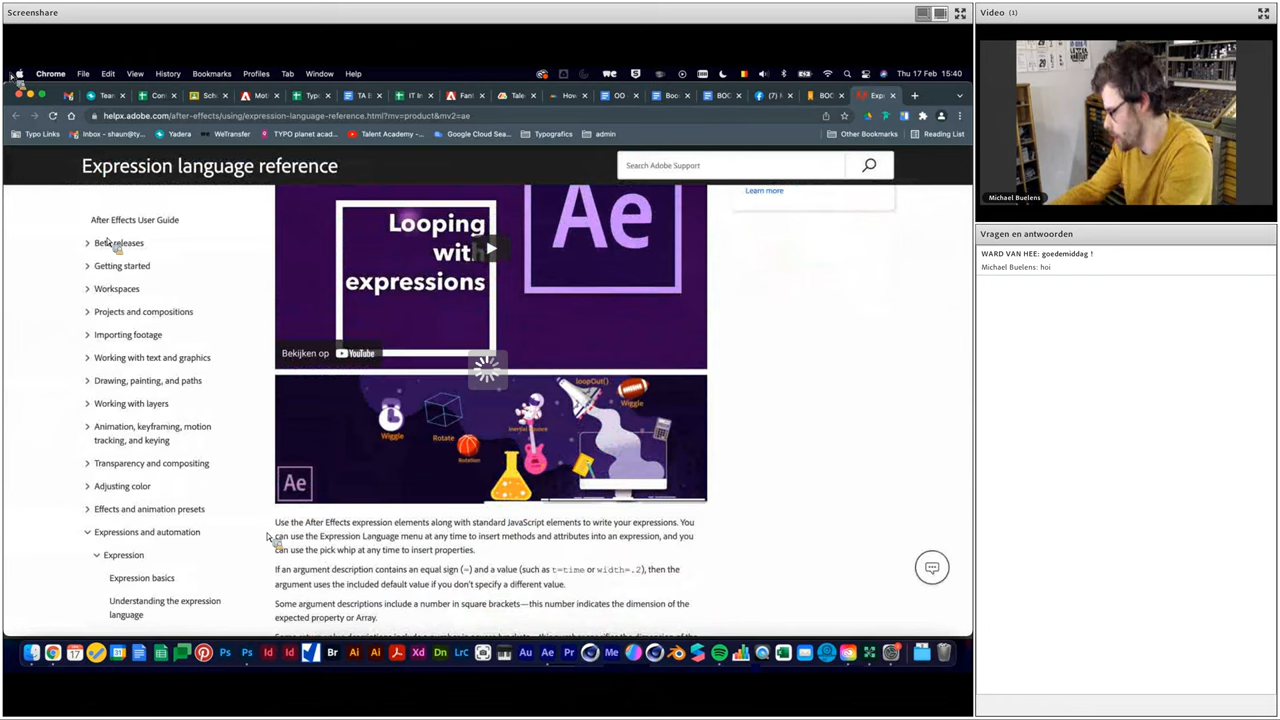 Screenshare
Video (1)
Chrome File Edit View History Bookmarks Profiles Tab Window Help
Thu 17 Feb 15:40
helpx.adobe.com/after-effects/using/expression-language-reference.html?mv=product&mv2=ae
Typo Links
Inbox - shaun@ty...
Yadera
WeTransfer
TYPO planet acad...
Talent Academy -...
Google Cloud Sea...
Typografics
admin
Other Bookmarks
Reading List
Expression language reference
Search Adobe Support
Learn more
After Effects User Guide
Beta releases
Getting started
Workspaces
Projects and compositions
Importing footage
Working with text and graphics
Drawing, painting, and paths
Working with layers
Animation, keyframing, motion
tracking, and keying
Transparency and compositing
Adjusting color
Effects and animation presets
Expressions and automation
Expression
Expression basics
Understanding the expression
language
Looping
with
expressions
Ae
Bekijken op YouTube
Wiggle
Rotate
loopOut()
Wiggle
Ae
Use the After Effects expression elements along with standard JavaScript elements to write your expressions. You
can use the Expression Language menu at any time to insert methods and attributes into an expression, and you
can use the pick whip at any time to insert properties.
If an argument description contains an equal sign (=) and a value (such as t=time or width=.2), then the
argument uses the included default value if you don't specify a different value.
Some argument descriptions include a number in square brackets—this number indicates the dimension of the
expected property or Array.
Michael Buelens
Vragen en antwoorden
WARD VAN HEE: goedemiddag !
Michael Buelens: hoi